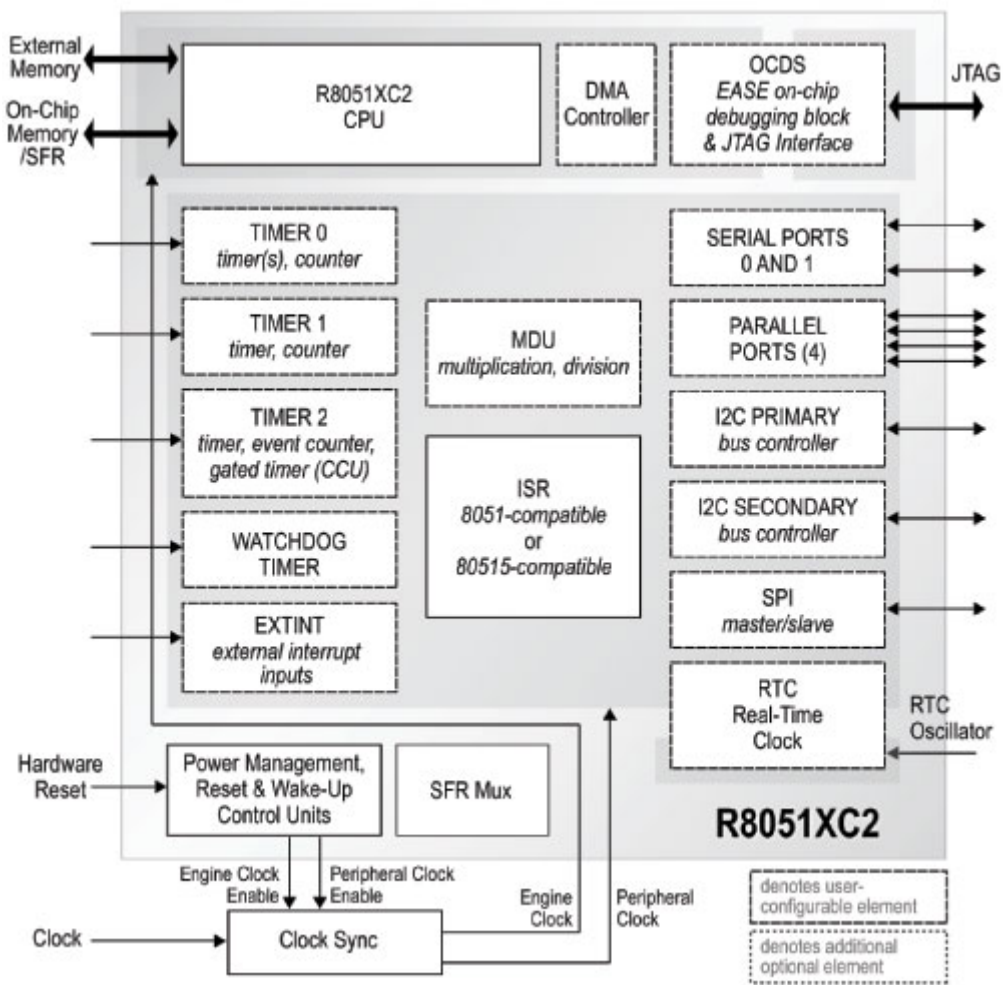 External
Memory
On-Chip
Memory
/SFR
R8051XC2
CPU
DMA
Controller
OCDS
EASE on-chip
debugging block
& JTAG Interface
JTAG
TIMER 0
timer(s), counter
TIMER 1
timer, counter
TIMER 2
timer, event counter,
gated timer (CCU)
WATCHDOG
TIMER
EXTINT
external interrupt
inputs
MDU
multiplication, division
ISR
8051-compatible
or
80515-compatible
SERIAL PORTS
0 AND 1
PARALLEL
PORTS (4)
I2C PRIMARY
bus controller
I2C SECONDARY
bus controller
SPI
master/slave
RTC
Real-Time
Clock
RTC
Oscillator
Hardware
Reset
Power Management,
Reset & Wake-Up
Control Units
SFR Mux
R8051XC2
Engine Clock
Enable
Peripheral Clock
Enable
Engine
Clock
Peripheral
Clock
Clock
Clock Sync
denotes user-
configurable element
denotes additional
optional element